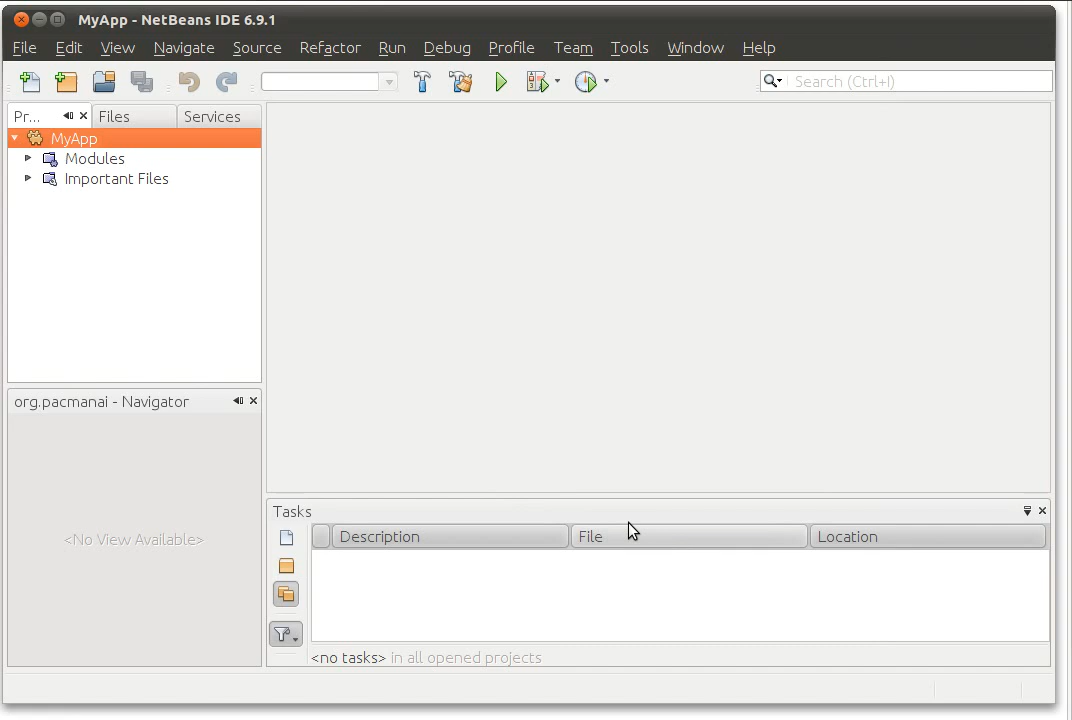 MyApp - NetBeans IDE 6.9.1
File Edit View Navigate Source Refactor Run Debug Profile Team Tools Window Help
Search (Ctrl+I)
Pr... Files Services
MyApp
Modules
Important Files
org.pacmanai - Navigator
<No View Available>
Tasks
Description File Location
<no tasks> in all opened projects